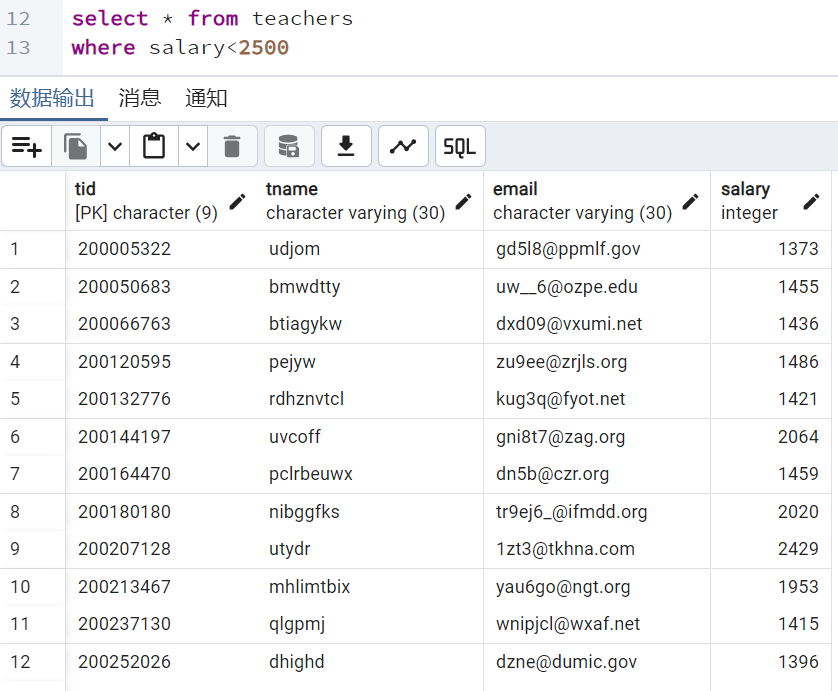 12 select * from teachers
13 where salary<2500
数据输出 消息 通知
SQL
tid tname email salary
[PK] character (9) character varying (30) character varying (30) integer
1 200005322 udjom gd5l8@ppmlf.gov 1373
2 200050683 bmwdtty uw__6@ozpe.edu 1455
3 200066763 btiagykw dxd09@vxumi.net 1436
4 200120595 pejyw zu9ee@zrjls.org 1486
5 200132776 rdhznvtcl kug3q@fyot.net 1421
6 200144197 uvcoff gni8t7@zag.org 2064
7 200164470 pclrbeuwx dn5b@czr.org 1459
8 200180180 nibggfks tr9ej6_@ifmdd.org 2020
9 200207128 utydr 1zt3@tkhna.com 2429
10 200213467 mhlimtbix yau6go@ngt.org 1953
11 200237130 qlgpmj wnipjcl@wxaf.net 1415
12 200252026 dhighd dzne@dumic.gov 1396